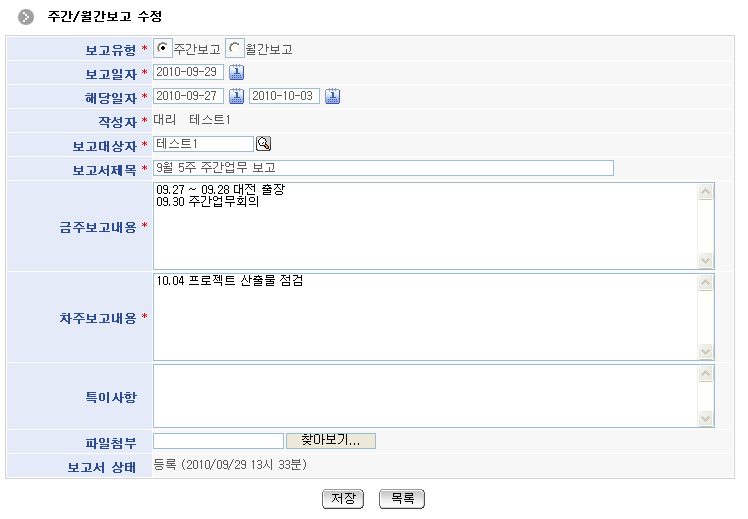 주간/월간보고 수정
보고유형 * 주간보고 월간보고
보고일자 * 2010-09-29
해당일자 * 2010-09-27 2010-10-03
작성자 * 대리 테스트1
보고대상자 * 테스트1
보고서제목 * 9월 5주 주간업무 보고
금주보고내용 * 09.27 ~ 09.28 대전 출장
09.30 주간업무회의
차주보고내용 * 10.04 프로젝트 산출물 점검
특이사항
파일첨부 찾아보기...
보고서 상태 등록 (2010/09/29 13시 33분)
저장 목록